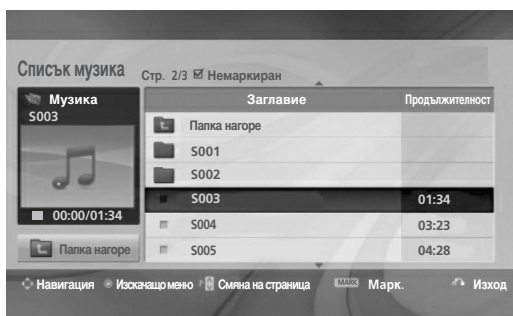 Списък музика Стр. 2/3 Немаркиран
Музика
S003
00:00/01:34
Папка нагоре
Заглавие Продължителност
Папка нагоре
S001
S002
S003 01:34
S004 03:23
S005 04:28
Навигация Изскачащо меню P Смяна на страница MARK Марк. Изход